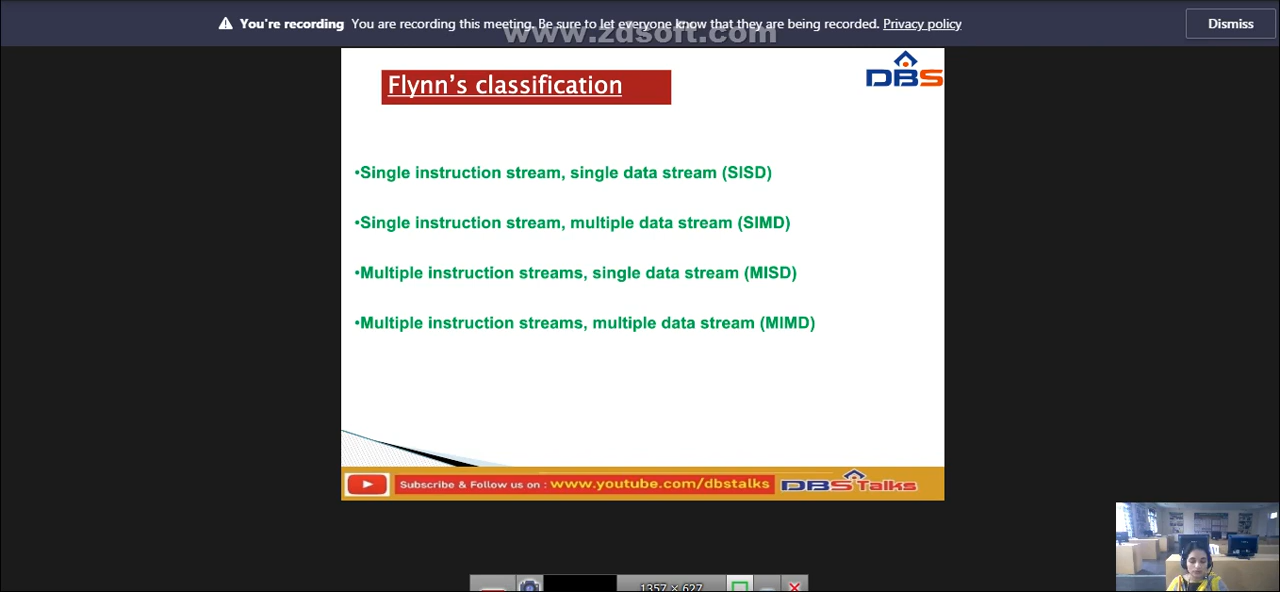 You're recording You are recording this meeting. Be sure to let everyone know that they are being recorded. Privacy policy
Dismiss
www.zdsoft.com
Flynn's classification
DBS
•Single instruction stream, single data stream (SISD)
•Single instruction stream, multiple data stream (SIMD)
•Multiple instruction streams, single data stream (MISD)
•Multiple instruction streams, multiple data stream (MIMD)
Subscribe & Follow us on : www.youtube.com/dbstalks DBS Talks
1357 × 627